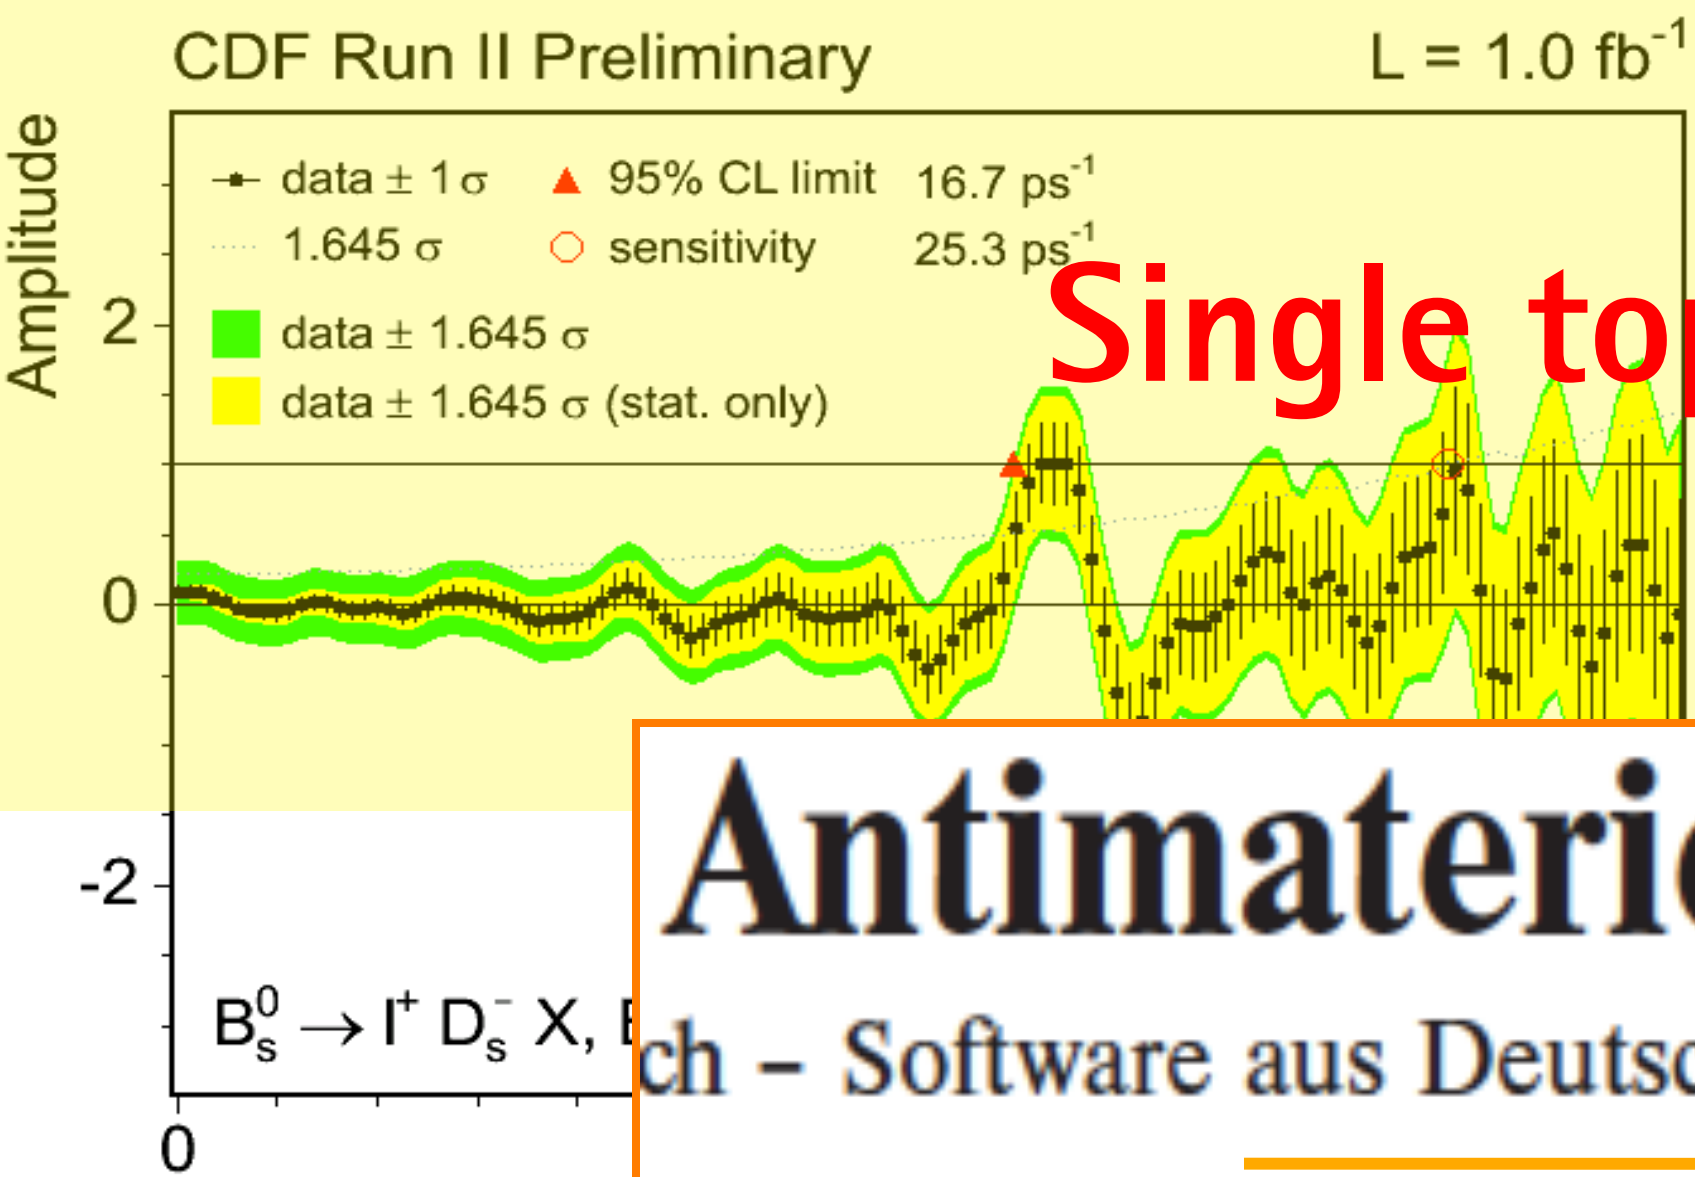 CDF Run II Preliminary L = 1.0 fb⁻¹
Amplitude
data ± 1 σ
95% CL limit 16.7 ps⁻¹
1.645 σ
sensitivity 25.3 ps⁻¹
data ± 1.645 σ
data ± 1.645 σ (stat. only)
Single to
2
0
-2
Antimateri
ch – Software aus Deuts
B⁰ₛ → l⁺ D⁻ₛ X,
0